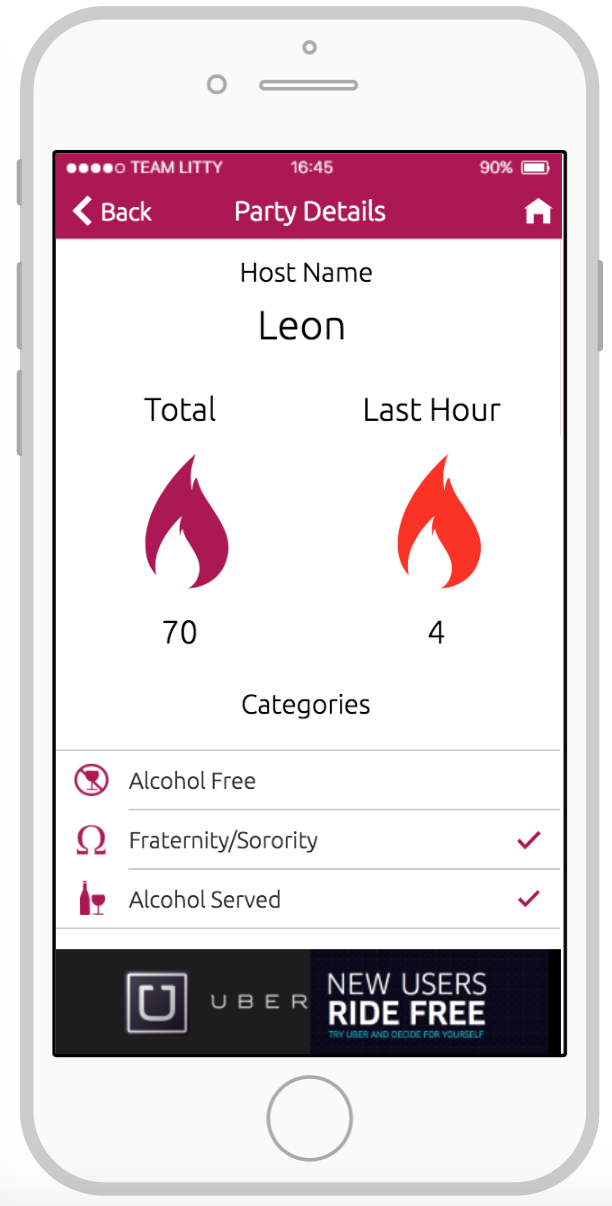 TEAM LITTY 16:45 90%
Back Party Details
Host Name
Leon
Total Last Hour
70 4
Categories
Alcohol Free
Ω Fraternity/Sorority
Alcohol Served
U UBER
NEW USERS
RIDE FREE
TRY UBER AND DECIDE FOR YOURSELF